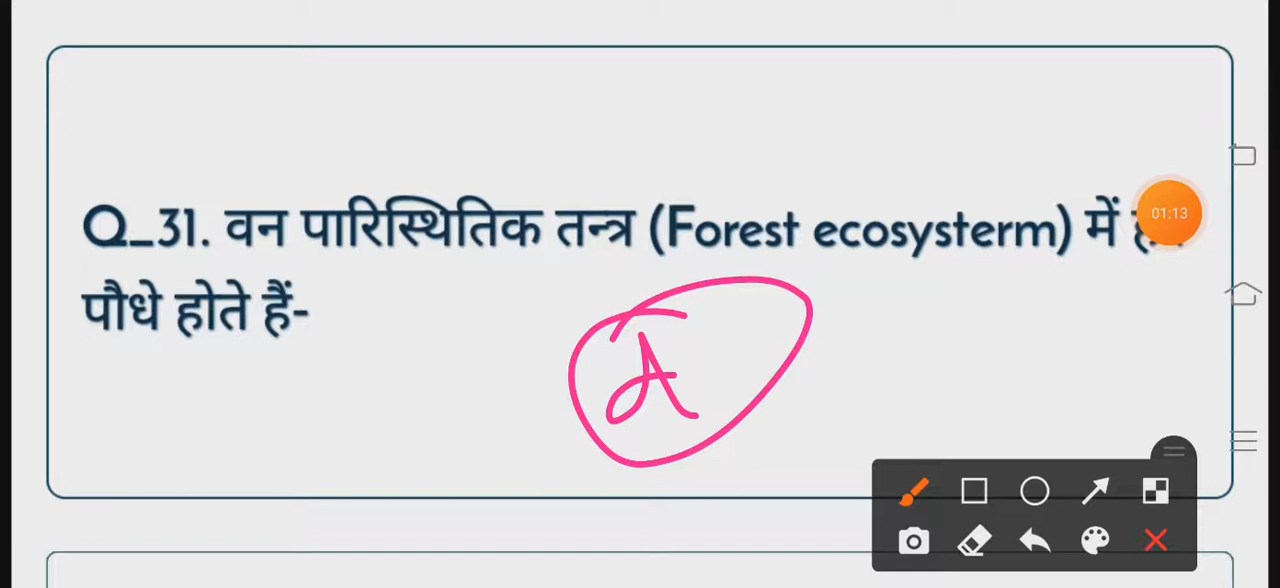 Q_31. वन पारिस्थितिक तन्त्र (Forest ecosysterm) में
01:13
पौधे होते हैं-
A